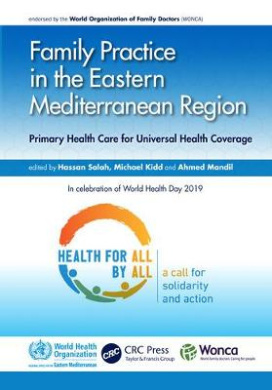 endorsed by the World Organization of Family Doctors (WONCA)
Family Practice
in the Eastern
Mediterranean Region
Primary Health Care for Universal Health Coverage
edited by Hassan Salah, Michael Kidd and Ahmed Mandil
In celebration of World Health Day 2019
HEALTH FOR ALL
BY ALL
a call for
solidarity
and action
World Health
Organization
Eastern Mediterranean
CRC
CRC Press
Taylor & Francis Group
Wonca